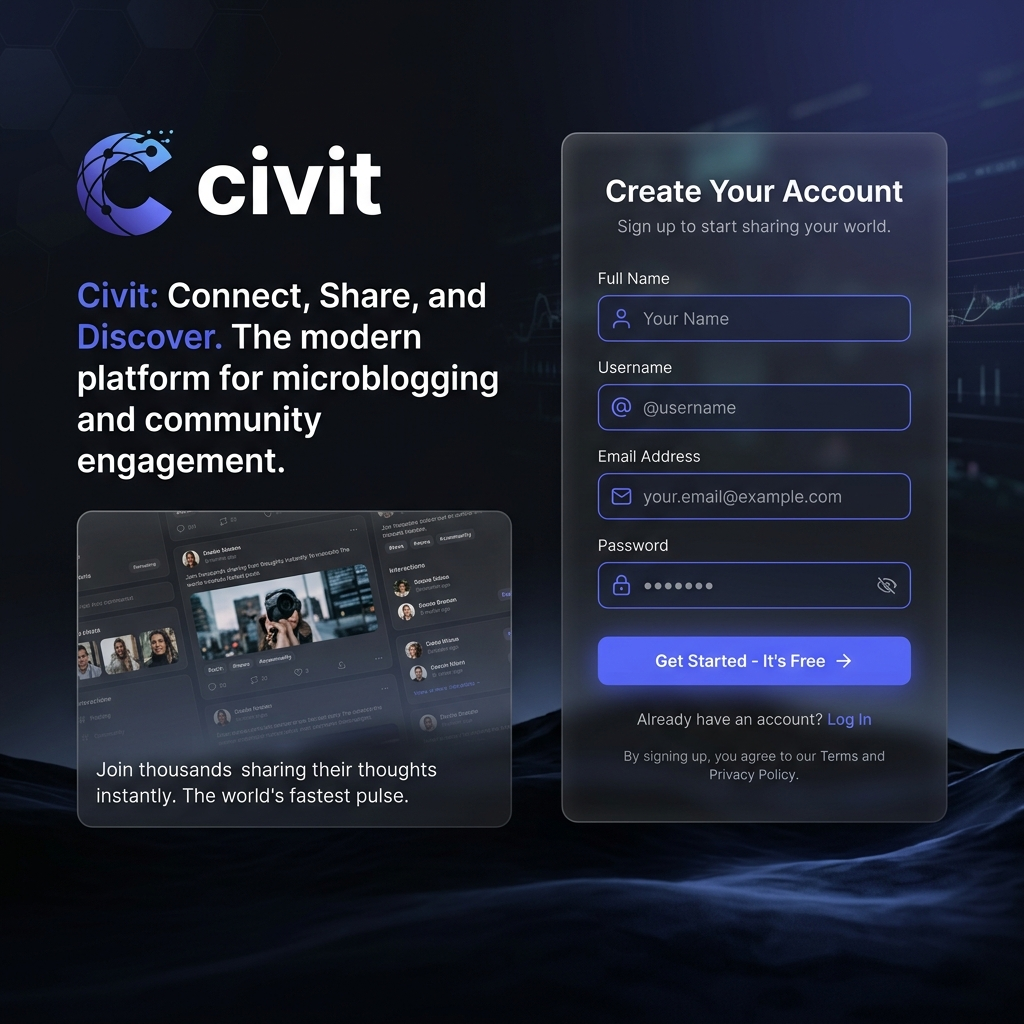 civit
Civit: Connect, Share, and
Discover. The modern
platform for microblogging
and community
engagement.
Join thousands sharing their thoughts
instantly. The world's fastest pulse.
Create Your Account
Sign up to start sharing your world.
Full Name
Your Name
Username
@username
Email Address
your.email@example.com
Password
Get Started - It's Free →
Already have an account? Log In
By signing up, you agree to our Terms and
Privacy Policy.